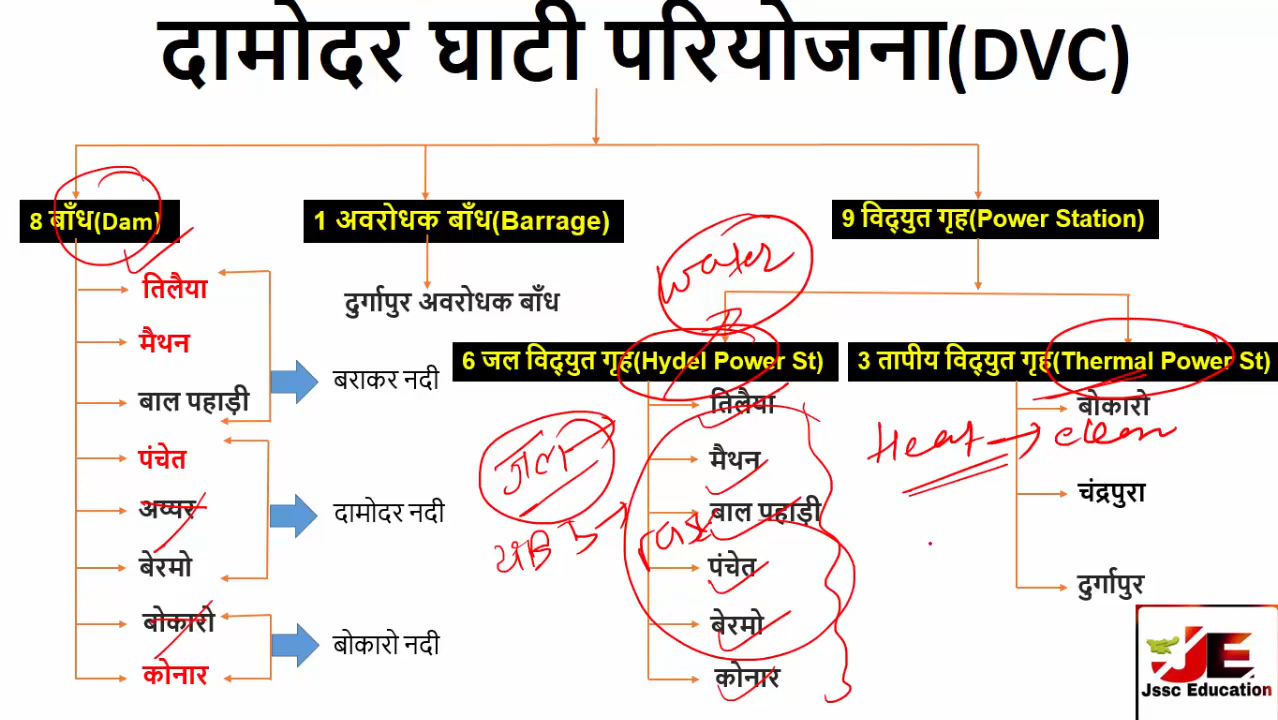 दामोदर घाटी परियोजना(DVC)
8 बाँध(Dam)
1 अवरोधक बाँध(Barrage)
9 विद्युत गृह(Power Station)
water
तिलैया
मैथन
बाल पहाड़ी
बराकर नदी
पंचेत
अय्यर
बेरमो
दामोदर नदी
बोकारो
कोनार
बोकारो नदी
दुर्गापुर अवरोधक बाँध
6 जल विद्युत गृह(Hydel Power St)
तिलैया
मैथन
बाल पहाड़ी
पंचेत
बेरमो
कोनार
जल
3 तापीय विद्युत गृह(Thermal Power St)
बोकारो
Heat
चंद्रपुरा
दुर्गापुर
JE
Jssc Education